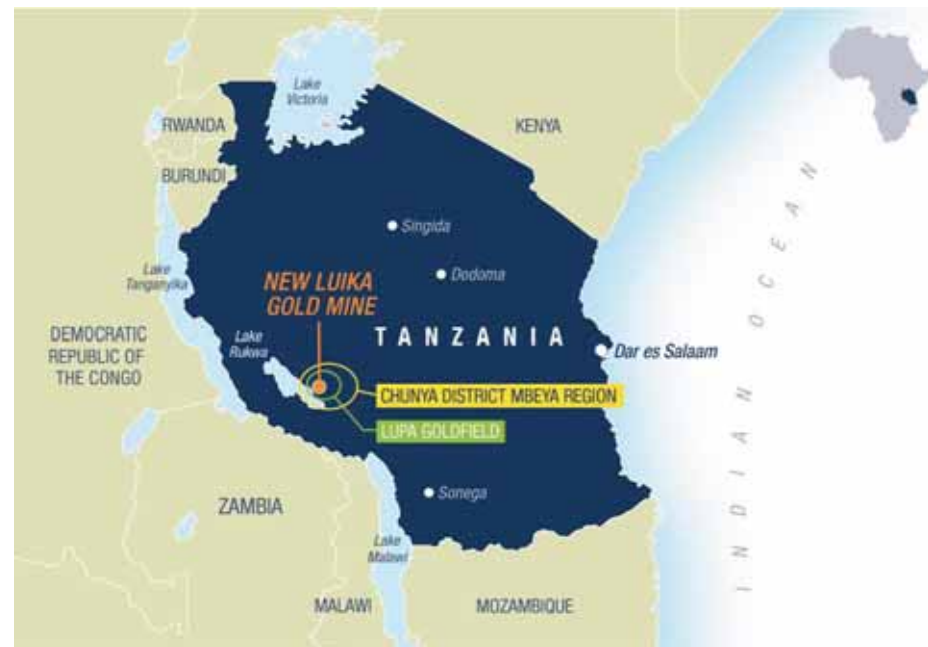 Lake
Victoria
RWANDA
KENYA
BURUNDI
Singida
Lake
Tanganyika
Dodoma
NEW LUIKA
GOLD MINE
DEMOCRATIC
REPUBLIC OF
THE CONGO
Lake
Rukwa
TANZANIA
Dar es Salaam
CHUNYA DISTRICT MBEYA REGION
LUPA GOLDFIELD
Sonega
ZAMBIA
Lake
Malawi
MALAWI
MOZAMBIQUE
INDIAN OCEAN